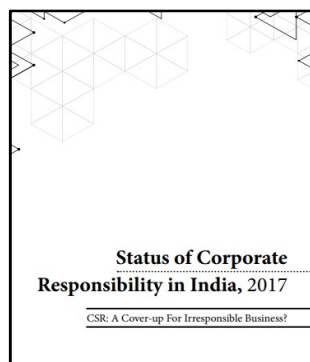 Status of Corporate
Responsibility in India, 2017
CSR: A Cover-up For Irresponsible Business?